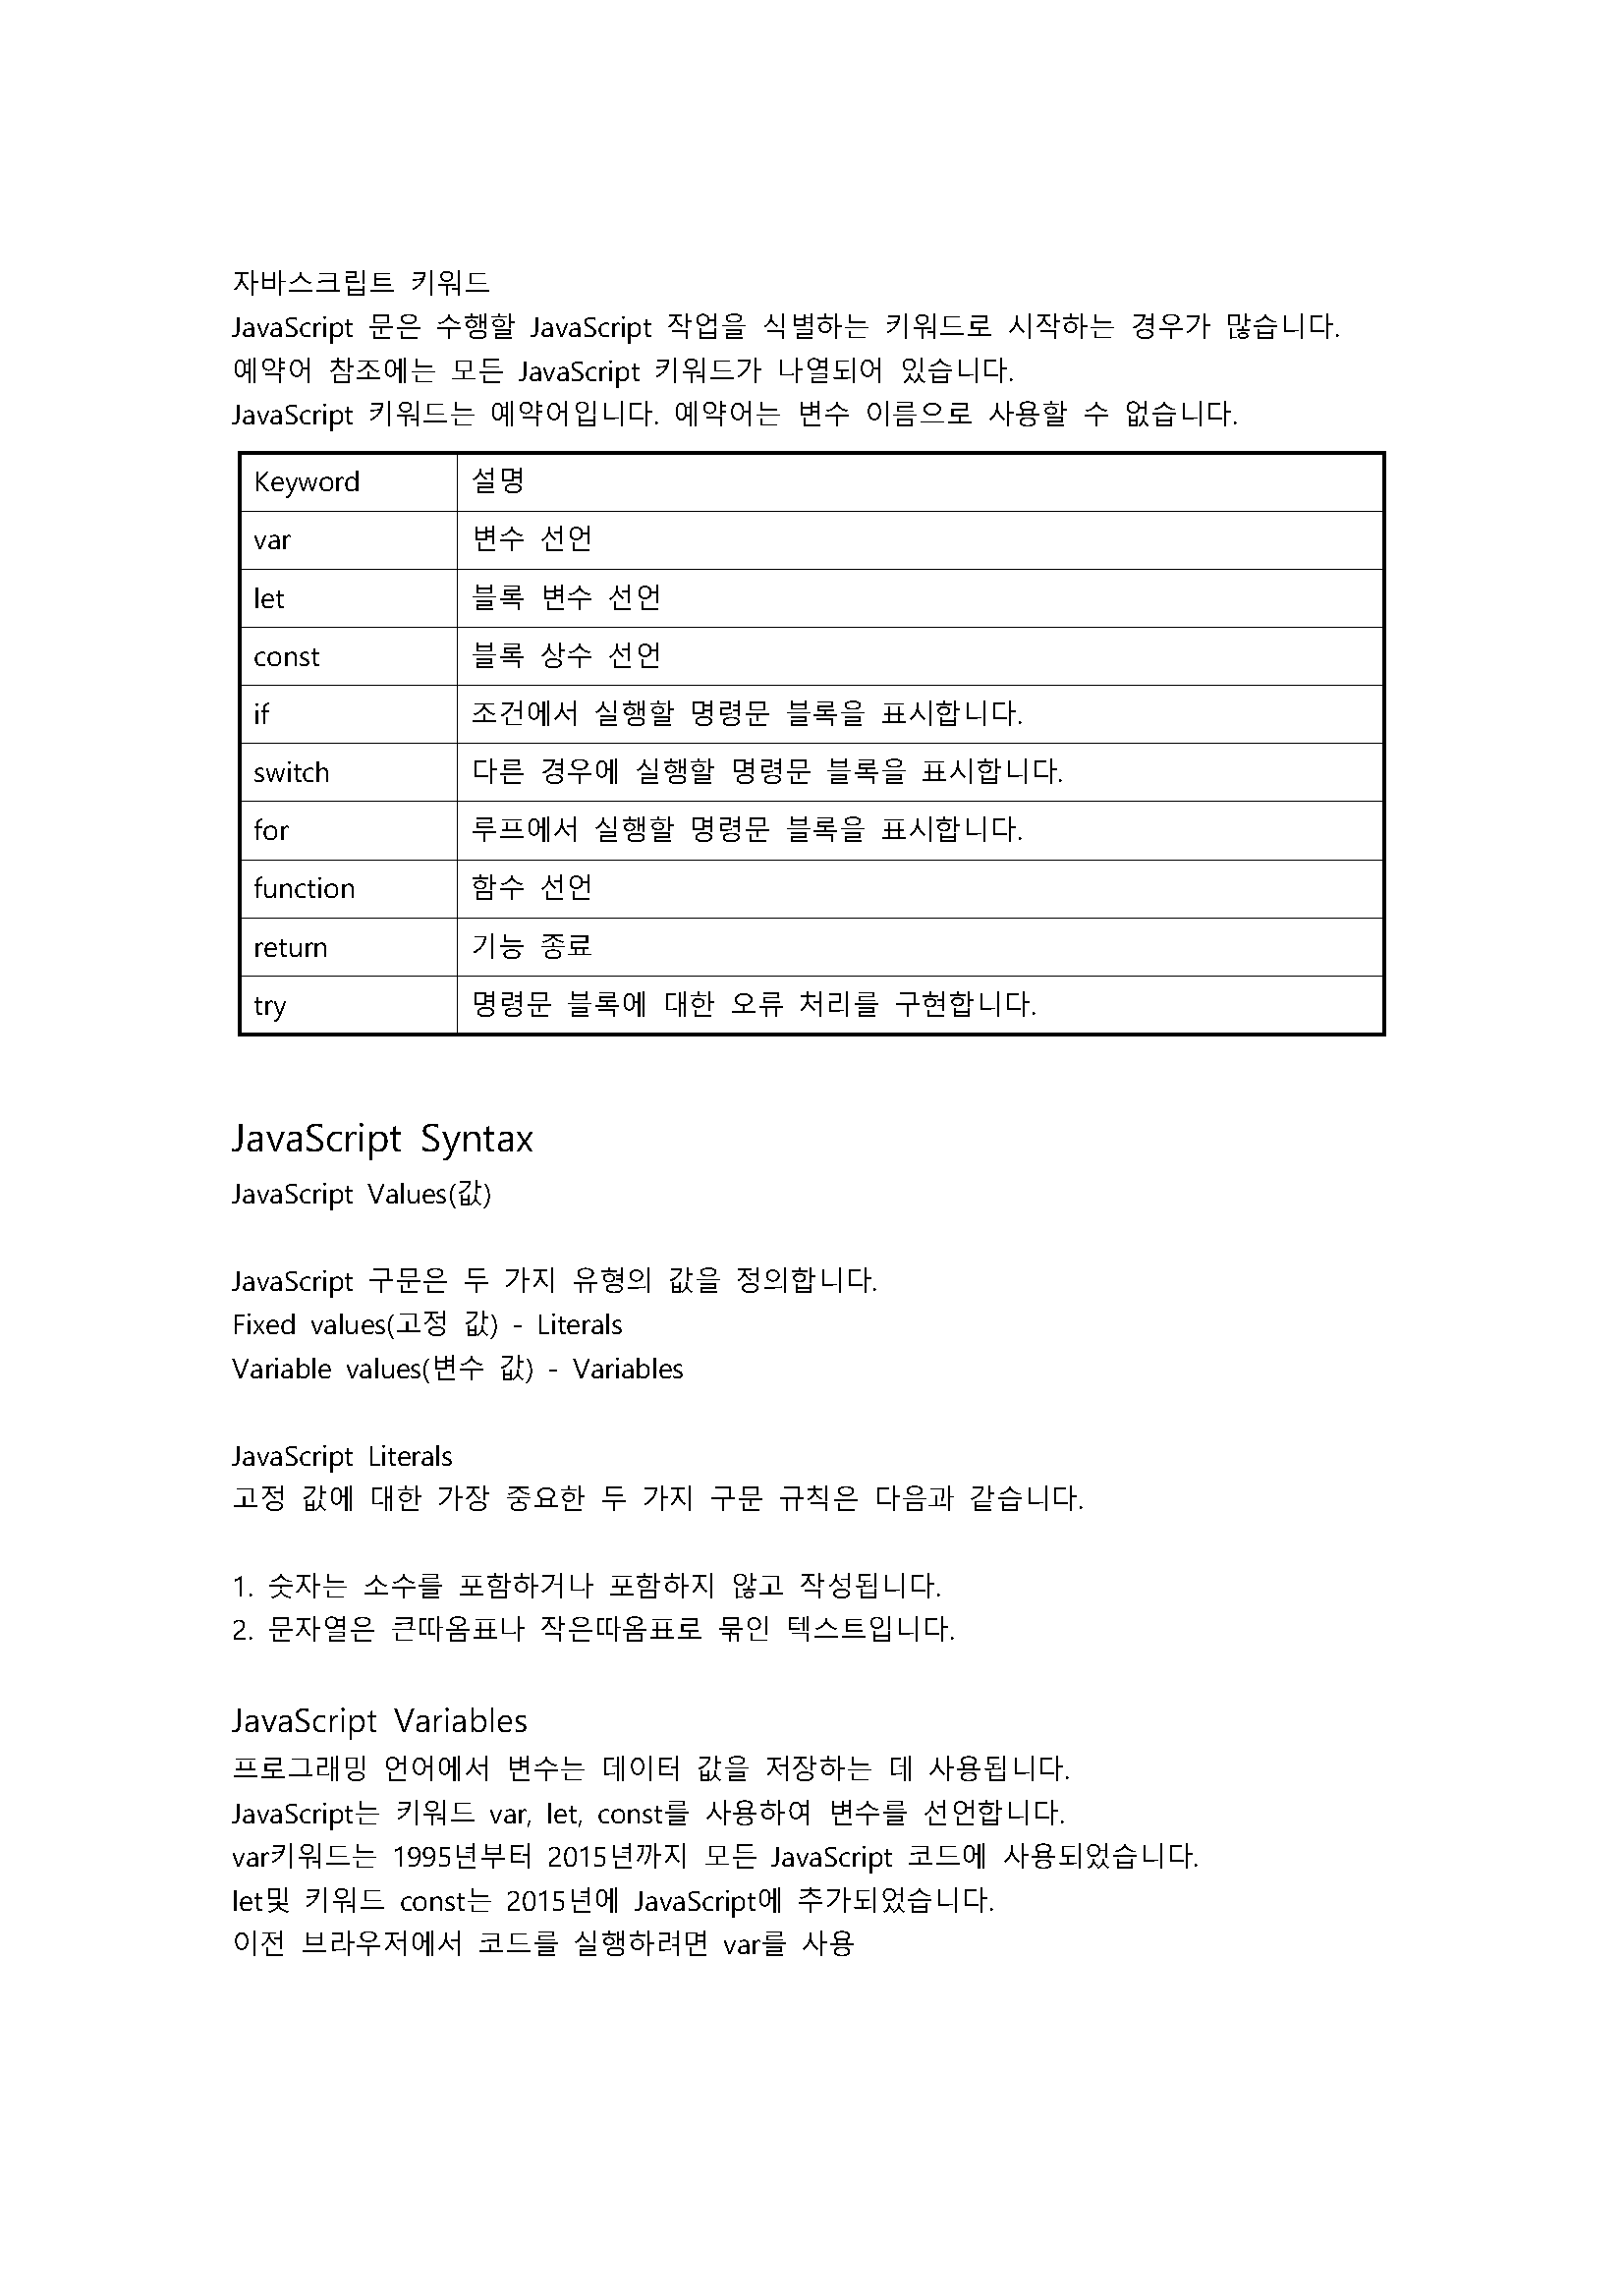 자바스크립트 키워드
JavaScript 문은 수행할 JavaScript 작업을 식별하는 키워드로 시작하는 경우가 많습니다.
예약어 참조에는 모든 JavaScript 키워드가 나열되어 있습니다.
JavaScript 키워드는 예약어입니다. 예약어는 변수 이름으로 사용할 수 없습니다.
Keyword 설명
var 변수 선언
let 블록 변수 선언
const 블록 상수 선언
if 조건에서 실행할 명령문 블록을 표시합니다.
switch 다른 경우에 실행할 명령문 블록을 표시합니다.
for 루프에서 실행할 명령문 블록을 표시합니다.
function 함수 선언
return 기능 종료
try 명령문 블록에 대한 오류 처리를 구현합니다.
JavaScript Syntax
JavaScript Values(값)
JavaScript 구문은 두 가지 유형의 값을 정의합니다.
Fixed values(고정 값) - Literals
Variable values(변수 값) - Variables
JavaScript Literals
고정 값에 대한 가장 중요한 두 가지 구문 규칙은 다음과 같습니다.
1. 숫자는 소수를 포함하거나 포함하지 않고 작성됩니다.
2. 문자열은 큰따옴표나 작은따옴표로 묶인 텍스트입니다.
JavaScript Variables
프로그래밍 언어에서 변수는 데이터 값을 저장하는 데 사용됩니다.
JavaScript는 키워드 var, let, const를 사용하여 변수를 선언합니다.
var키워드는 1995년부터 2015년까지 모든 JavaScript 코드에 사용되었습니다.
let및 키워드 const는 2015년에 JavaScript에 추가되었습니다.
이전 브라우저에서 코드를 실행하려면 var를 사용